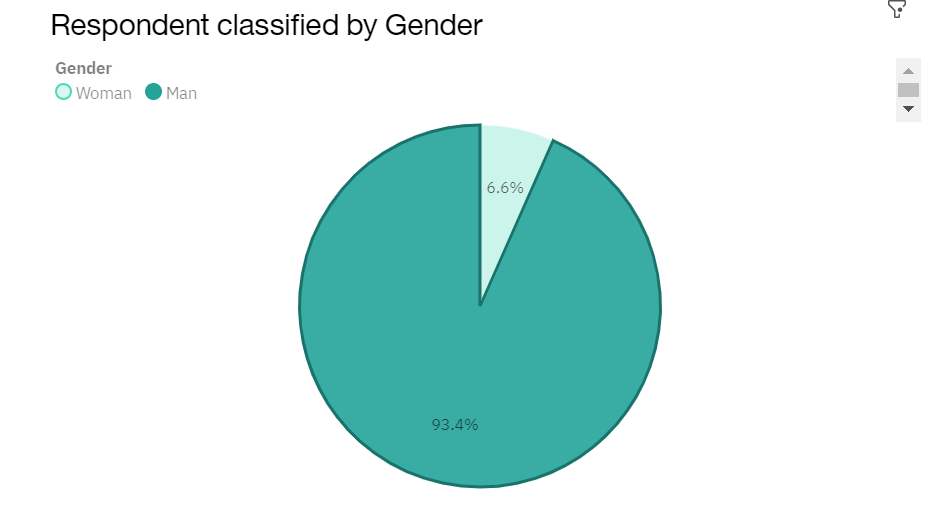 Respondent classified by Gender
Gender
Woman Man
6.6%
93.4%